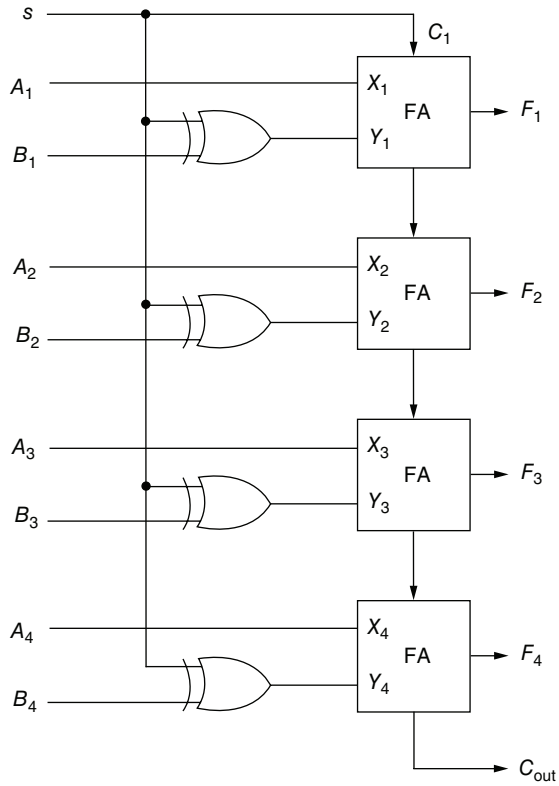 s
C₁
A₁ X₁ FA F₁
B₁ Y₁
A₂ X₂ FA F₂
B₂ Y₂
A₃ X₃ FA F₃
B₃ Y₃
A₄ X₄ FA F₄
B₄ Y₄
C_out